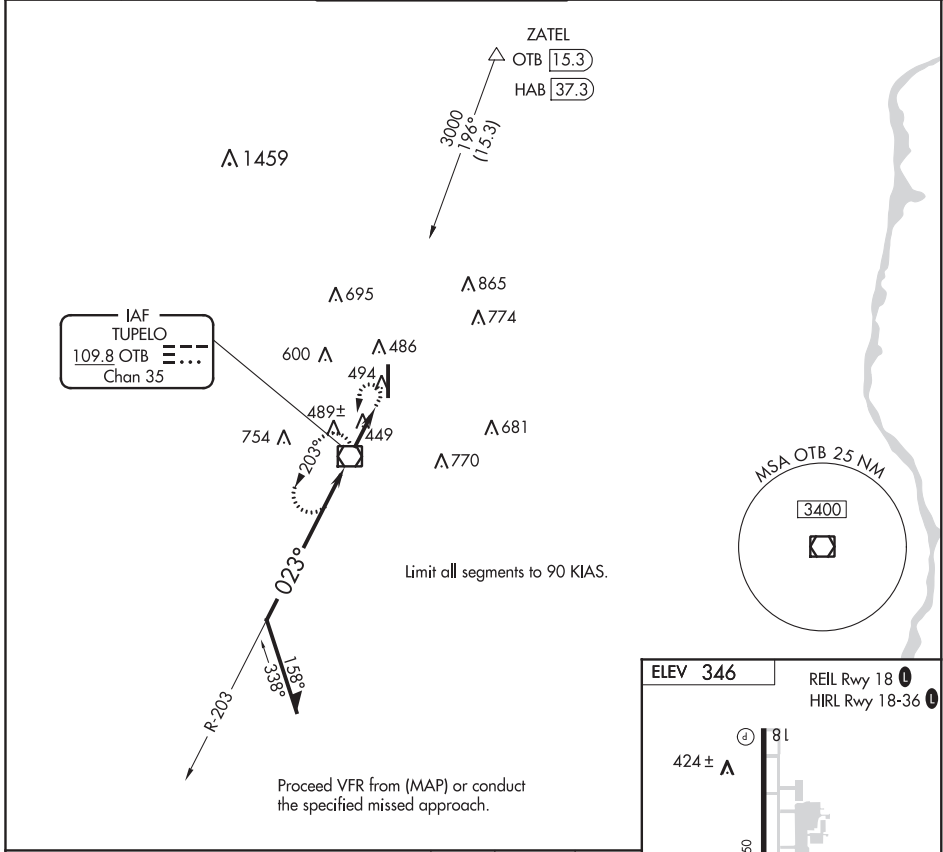 ZATEL
OTB 15.3
HAB 37.3
3000
196°
(15.3)
1459
695
865
774
IAF
TUPELO
109.8 OTB
Chan 35
600
486
494
489±
449
754
681
770
203°
MSA OTB 25 NM
3400
023°
Limit all segments to 90 KIAS.
158°
338°
R-203
Proceed VFR from (MAP) or conduct
the specified missed approach.
ELEV 346
REIL Rwy 18 L
HIRL Rwy 18-36 L
P
18
424±